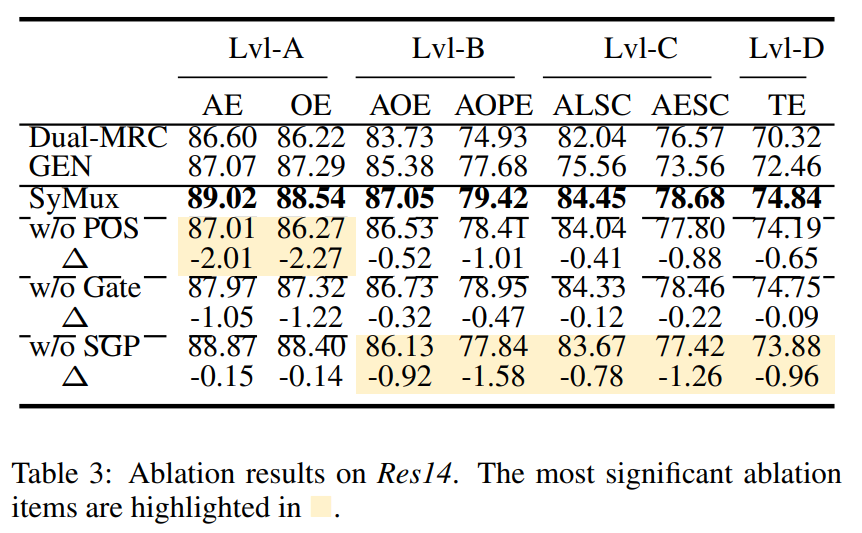 Lvl-A Lvl-B Lvl-C Lvl-D
AE OE AOE AOPE ALSC AESC TE
Dual-MRC 86.60 86.22 83.73 74.93 82.04 76.57 70.32
GEN 87.07 87.29 85.38 77.68 75.56 73.56 72.46
SyMux 89.02 88.54 87.05 79.42 84.45 78.68 74.84
w/o POS 87.01 86.27 86.53 78.41 84.04 77.80 74.19
Δ -2.01 -2.27 -0.52 -1.01 -0.41 -0.88 -0.65
w/o Gate 87.97 87.32 86.73 78.95 84.33 78.46 74.75
Δ -1.05 -1.22 -0.32 -0.47 -0.12 -0.22 -0.09
w/o SGP 88.87 88.40 86.13 77.84 83.67 77.42 73.88
Δ -0.15 -0.14 -0.92 -1.58 -0.78 -1.26 -0.96
Table 3: Ablation results on Res14. The most significant ablation
items are highlighted in .